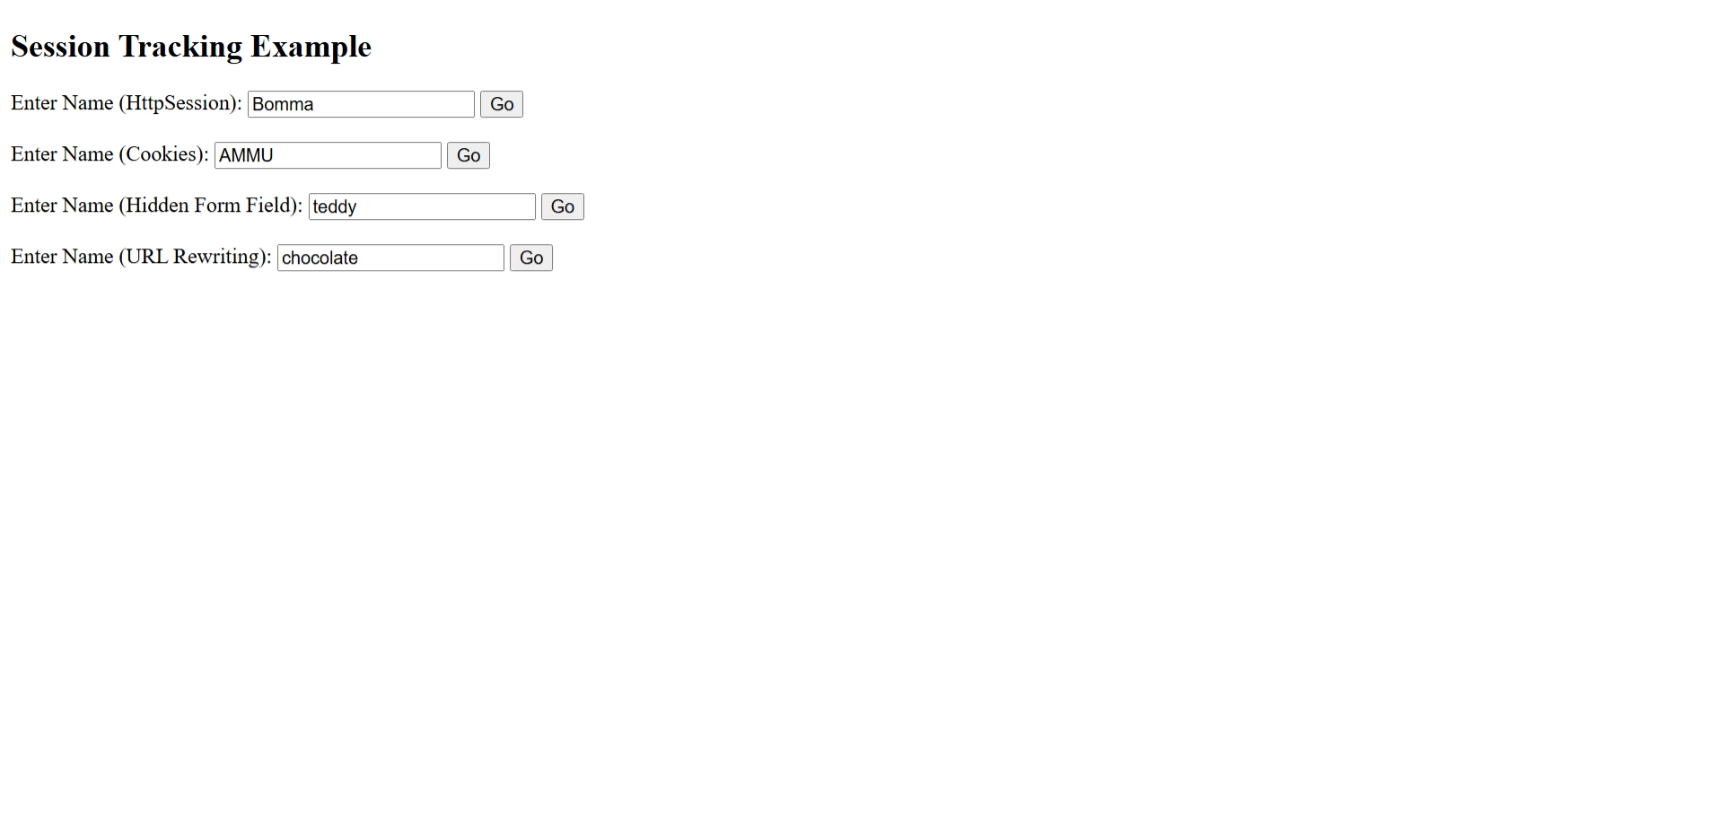 Session Tracking Example
Enter Name (HttpSession): Bomma Go
Enter Name (Cookies): AMMU Go
Enter Name (Hidden Form Field): teddy Go
Enter Name (URL Rewriting): chocolate Go